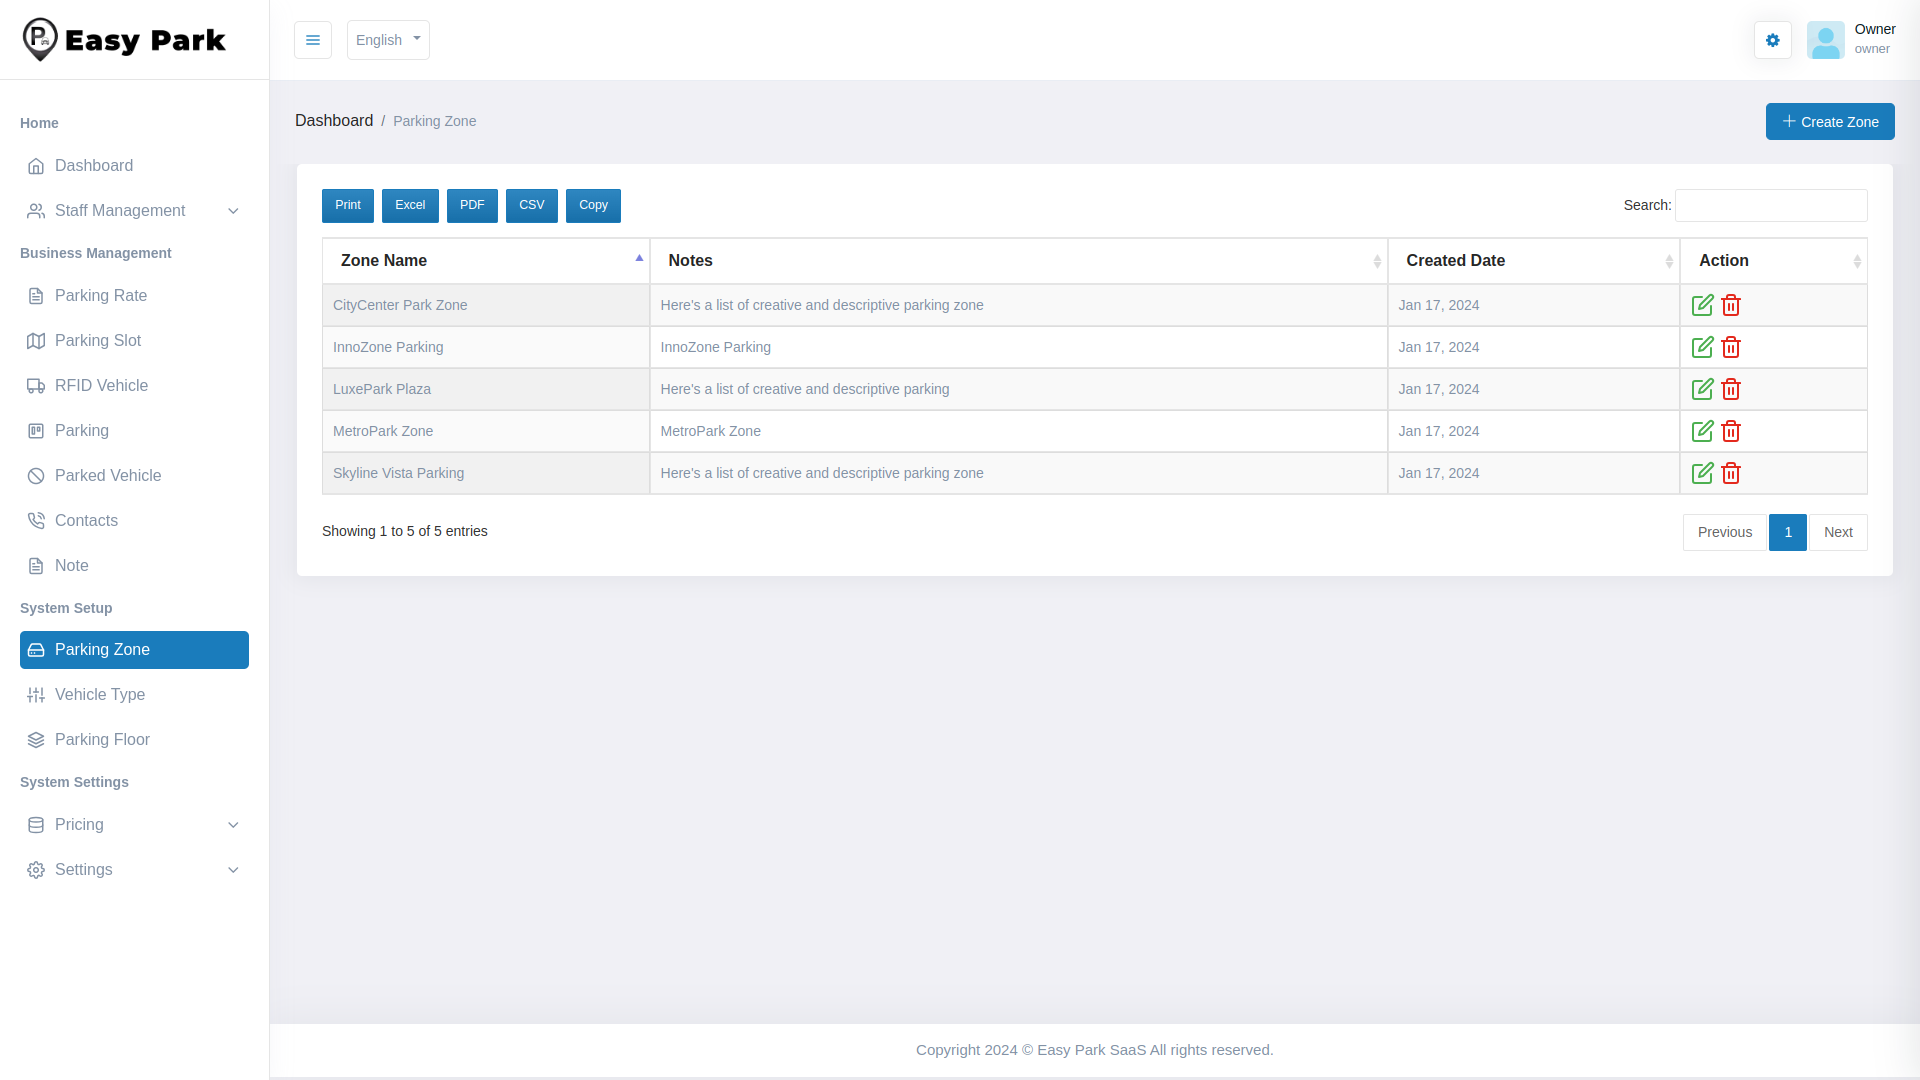 Easy Park
English
Owner
owner
Home
Dashboard
Staff Management
Business Management
Parking Rate
Parking Slot
RFID Vehicle
Parking
Parked Vehicle
Contacts
Note
System Setup
Parking Zone
Vehicle Type
Parking Floor
System Settings
Pricing
Settings
Dashboard / Parking Zone
Create Zone
Print Excel PDF CSV Copy
Search:
Zone Name Notes Created Date Action
CityCenter Park Zone Here's a list of creative and descriptive parking zone Jan 17, 2024
InnoZone Parking InnoZone Parking Jan 17, 2024
LuxePark Plaza Here's a list of creative and descriptive parking Jan 17, 2024
MetroPark Zone MetroPark Zone Jan 17, 2024
Skyline Vista Parking Here's a list of creative and descriptive parking zone Jan 17, 2024
Showing 1 to 5 of 5 entries
Previous 1 Next
Copyright 2024 © Easy Park SaaS All rights reserved.